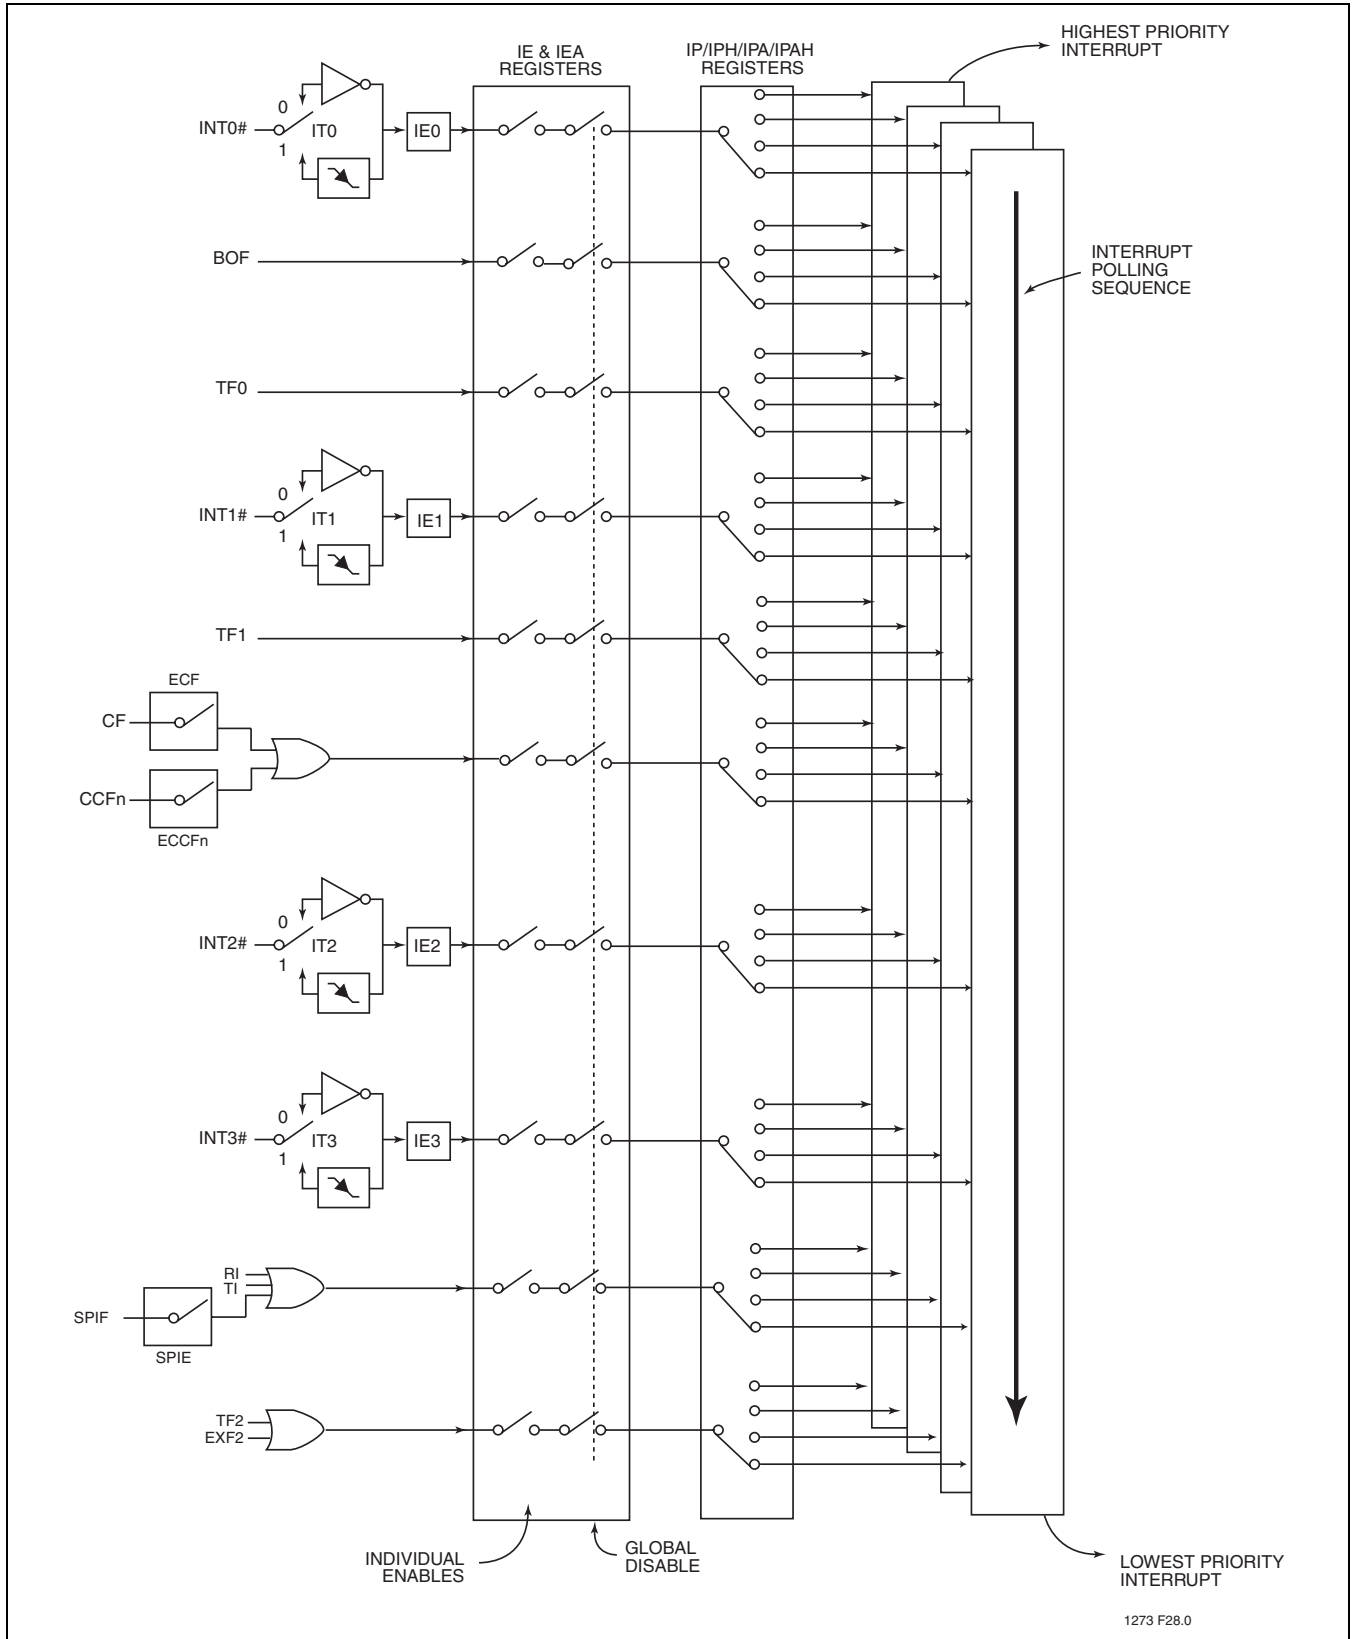 HIGHEST PRIORITY
INTERRUPT
IE & IEA
REGISTERS
IP/IPH/IPA/IPAH
REGISTERS
0
INT0#
IT0
1
IE0
BOF
INTERRUPT
POLLING
SEQUENCE
TF0
0
INT1#
IT1
1
IE1
TF1
ECF
CF
CCFn
ECCFn
0
INT2#
IT2
1
IE2
0
INT3#
IT3
1
IE3
RI
TI
SPIF
SPIE
TF2
EXF2
INDIVIDUAL
ENABLES
GLOBAL
DISABLE
LOWEST PRIORITY
INTERRUPT
1273 F28.0